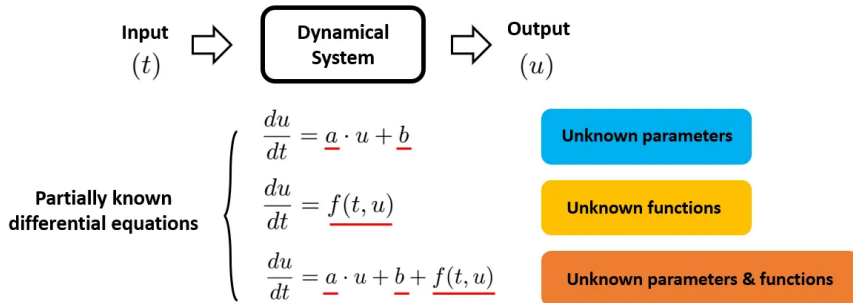 Input
(t)
Dynamical
System
Output
(u)
du/dt = a · u + b
Unknown parameters
Partially known
differential equations
du/dt = f(t, u)
Unknown functions
du/dt = a · u + b + f(t, u)
Unknown parameters & functions